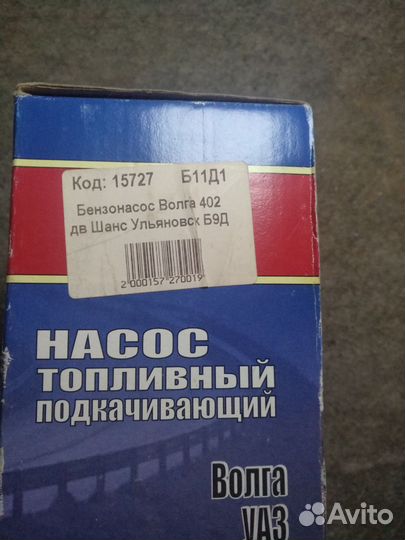 Код: 15727 Б11Д1
Бензонасос Волга 402
дв Шанс Ульяновск Б9Д
2 000157 270019
НАСОС
ТОПЛИВНЫЙ
ПОДКАЧИВАЮЩИЙ
Волга
УАЗ
Avito